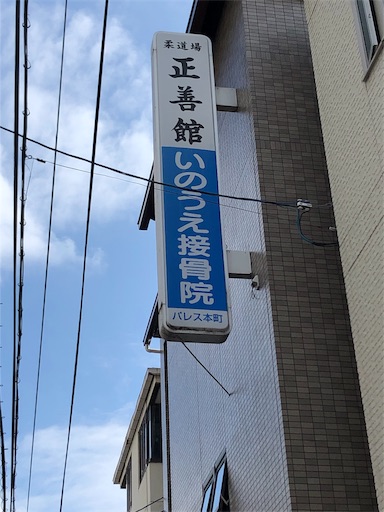 柔道場
正善館
いのうえ接骨院
パレス本町